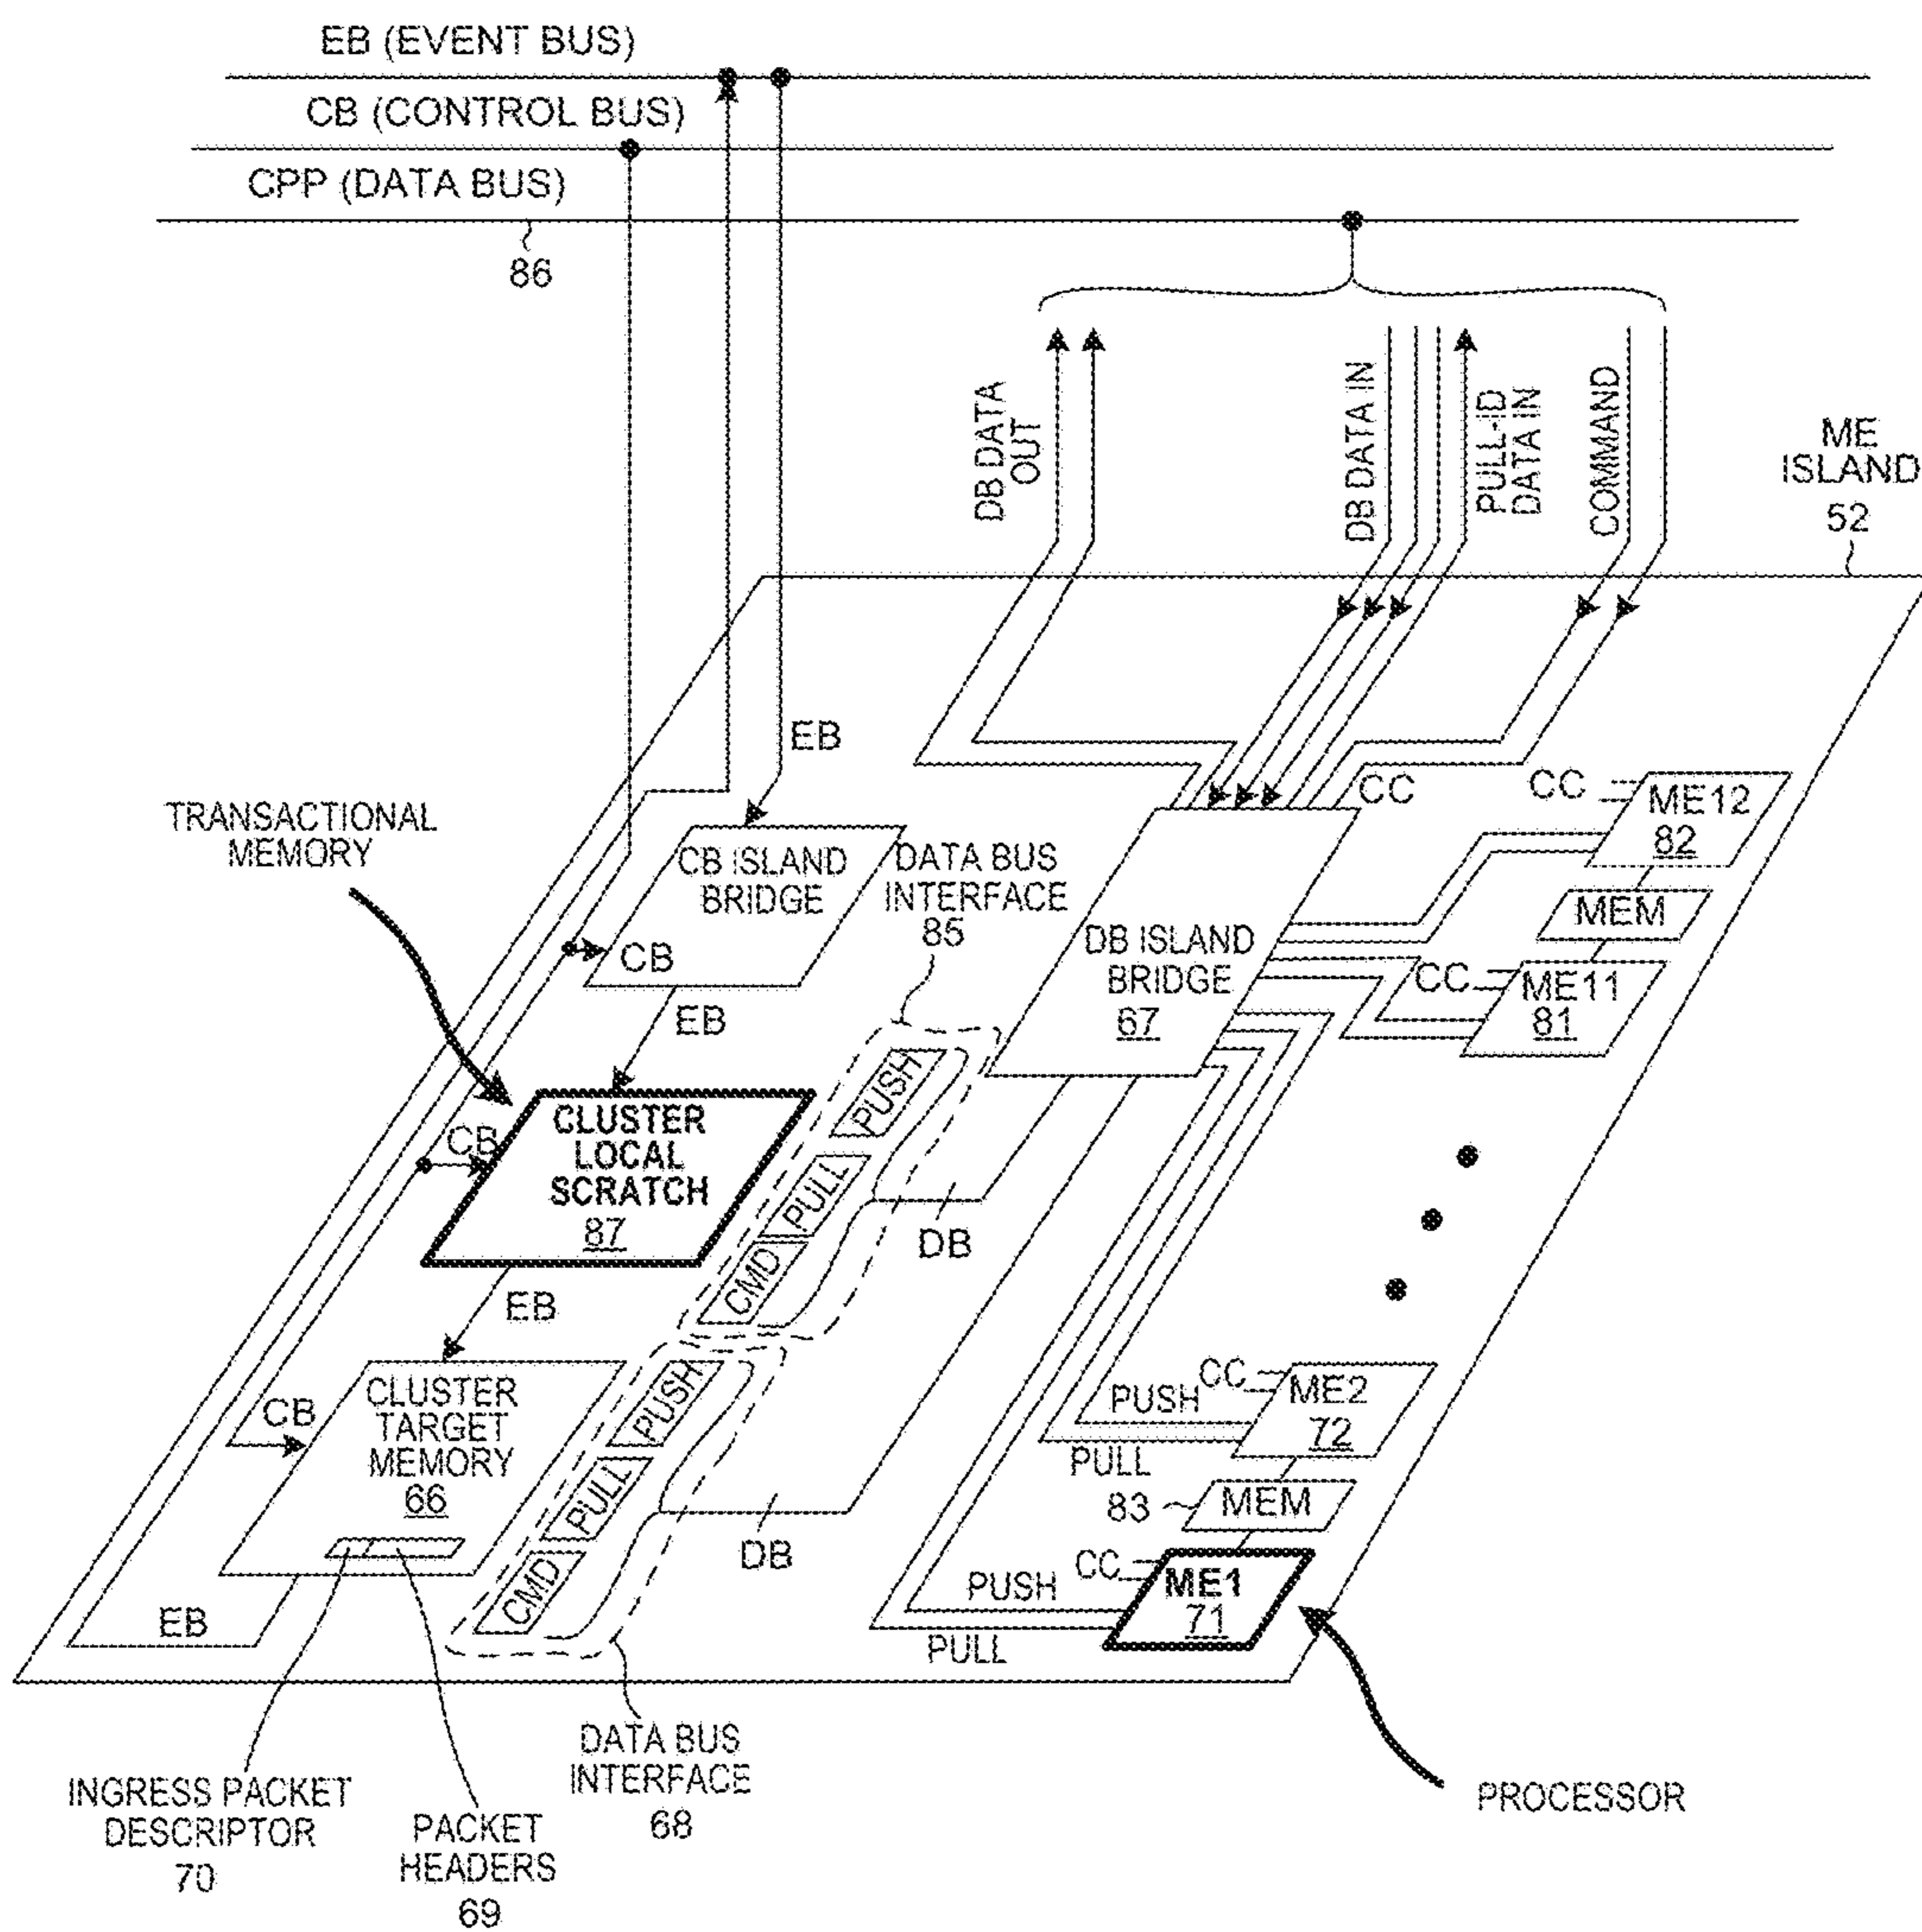 EB (EVENT BUS)
CB (CONTROL BUS)
CPP (DATA BUS)
86
DB DATA
OUT
DB DATA IN
PULL-ID
DATA IN
COMMAND
ME
ISLAND
52
EB
TRANSACTIONAL
MEMORY
CB ISLAND
BRIDGE
CB
EB
DATA BUS
INTERFACE
85
DB ISLAND
BRIDGE
67
CC
CC
ME12
82
MEM
CC
ME11
81
CB
CLUSTER
LOCAL
SCRATCH
87
EB
PUSH
PULL
CMD
DB
CB
CLUSTER
TARGET
MEMORY
66
EB
PUSH
PULL
CMD
DB
PUSH
PULL
CC
ME2
72
83
MEM
PUSH
PULL
CC
ME1
71
INGRESS PACKET
DESCRIPTOR
70
PACKET
HEADERS
69
DATA BUS
INTERFACE
68
PROCESSOR